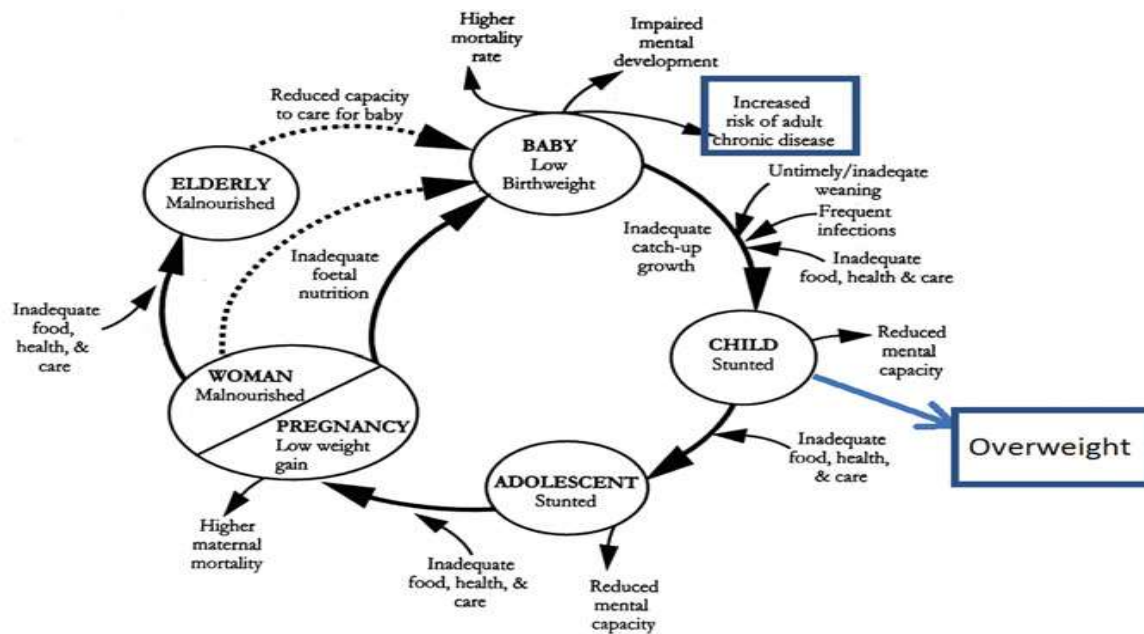 Higher
mortality
rate
Impaired
mental
development
Increased
risk of adult
chronic disease
Reduced capacity
to care for baby
BABY
Low
Birthweight
ELDERLY
Malnourished
Untimely/inadeqate
weaning
Frequent
infections
Inadequate
food, health & care
Inadequate
catch-up
growth
Inadequate
foetal
nutrition
Inadequate
food,
health, &
care
CHILD
Stunted
Reduced
mental
capacity
WOMAN
Malnourished
PREGNANCY
Low weight
gain
Inadequate
food, health,
& care
Overweight
ADOLESCENT
Stunted
Higher
maternal
mortality
Inadequate
food, health, &
care
Reduced
mental
capacity